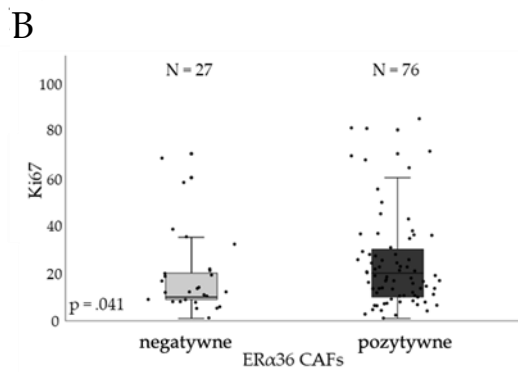 B
N = 27 N = 76
100
80
60
40
20
0
Ki67
p = .041
negatywne pozytywne
ERα36 CAFs